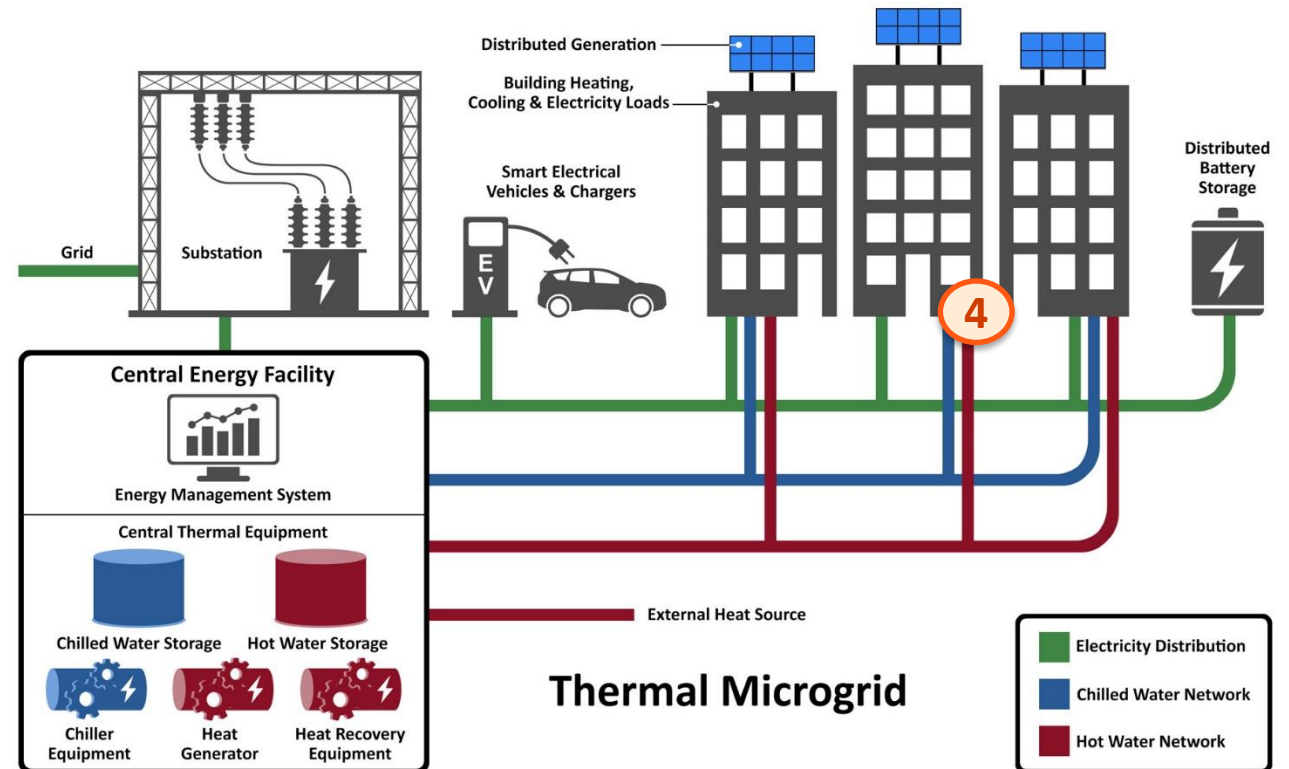 Distributed Generation
Building Heating,
Cooling & Electricity Loads
Smart Electrical
Vehicles & Chargers
Distributed
Battery
Storage
Grid
Substation
E
V
4
Central Energy Facility
Energy Management System
Central Thermal Equipment
Chilled Water Storage
Hot Water Storage
Chiller
Equipment
Heat
Generator
Heat Recovery
Equipment
External Heat Source
Thermal Microgrid
Electricity Distribution
Chilled Water Network
Hot Water Network